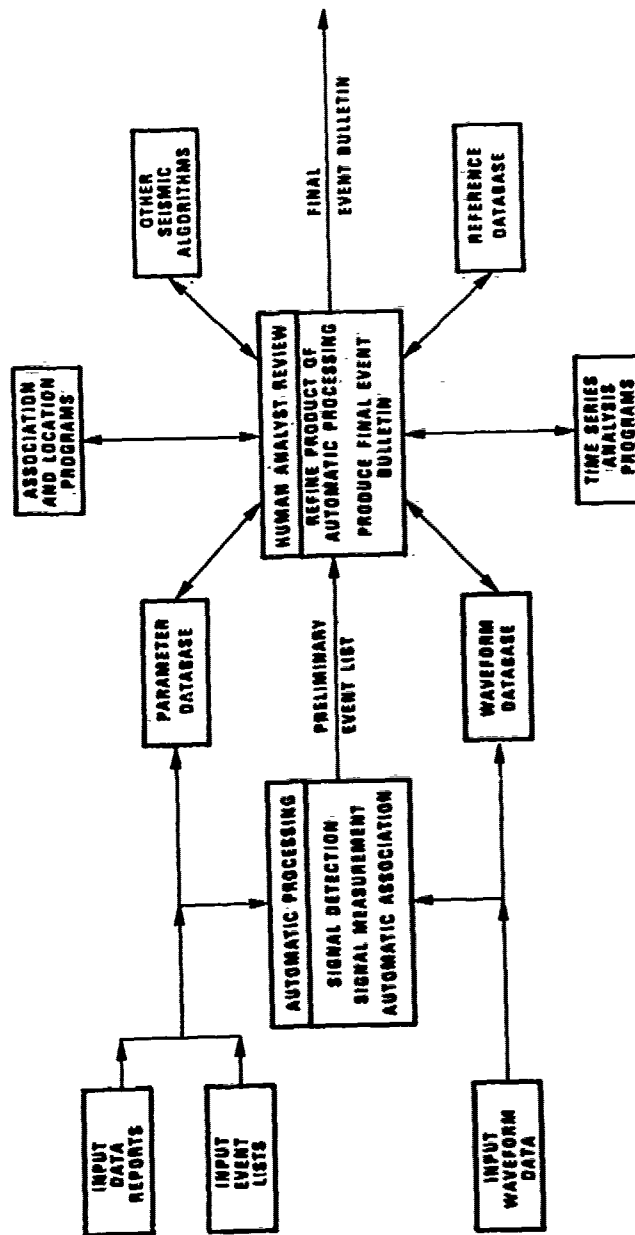 INPUT
DATA
REPORTS
INPUT
EVENT
LISTS
INPUT
WAVEFORM
DATA
AUTOMATIC PROCESSING
SIGNAL DETECTION
SIGNAL MEASUREMENT
AUTOMATIC ASSOCIATION
PARAMETER
DATABASE
PRELIMINARY
EVENT LIST
WAVEFORM
DATABASE
ASSOCIATION
AND LOCATION
PROGRAMS
HUMAN ANALYST REVIEW
REFINE PRODUCT OF
AUTOMATIC PROCESSING
PRODUCE FINAL EVENT
BULLETIN
TIME SERIES
ANALYSIS
PROGRAMS
OTHER
SEISMIC
ALGORITHMS
FINAL
EVENT BULLETIN
REFERENCE
DATABASE